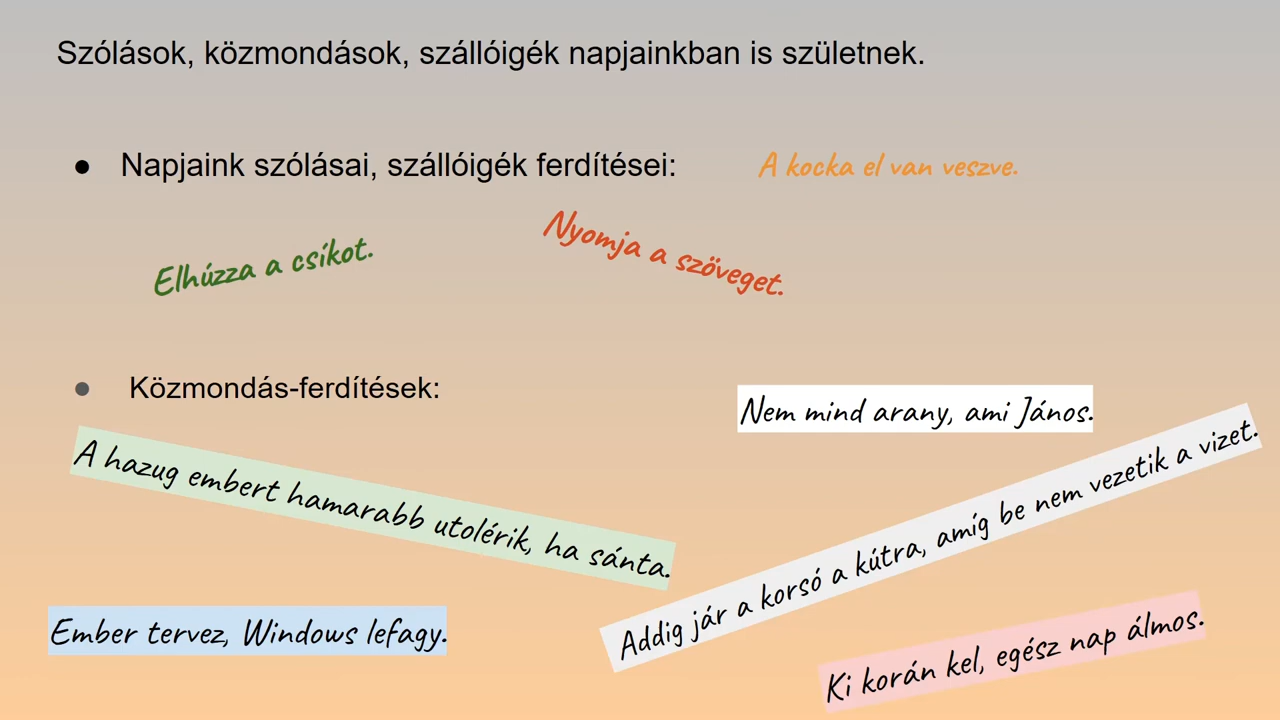 Szólások, közmondások, szállóigék napjainkban is születnek.
● Napjaink szólásai, szállóigék ferdítései:
A kocka el van veszve.
Elhúzza a csíkot.
Nyomja a szöveget.
● Közmondás-ferdítések:
Nem mind arany, ami János.
A hazug embert hamarabb utolérik, ha sánta.
Addig jár a korsó a kútra, amíg be nem vezetik a vizet.
Ember tervez, Windows lefagy.
Ki korán kel, egész nap álmos.